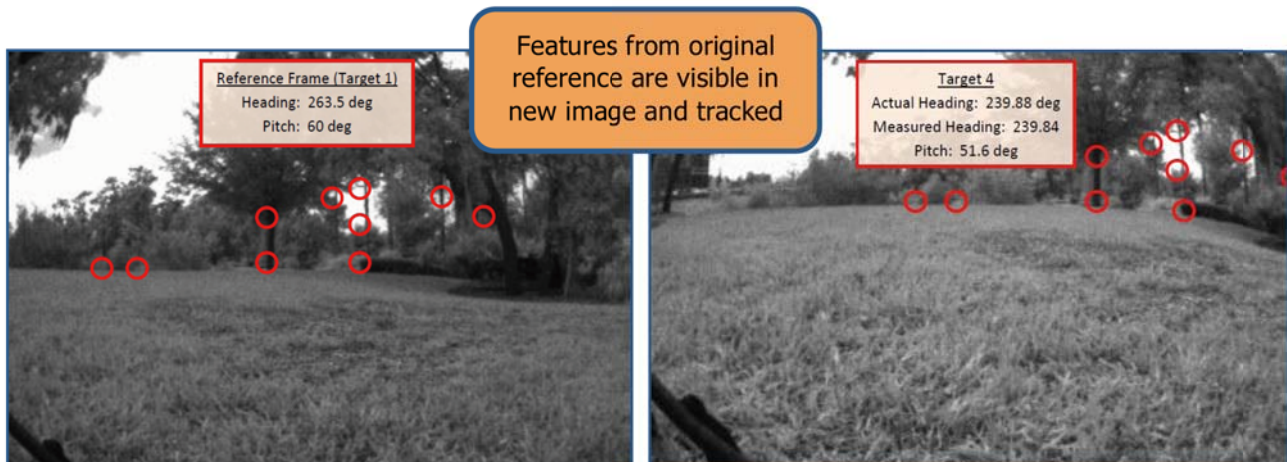 Features from original
reference are visible in
new image and tracked
Reference Frame (Target 1)
Heading: 263.5 deg
Pitch: 60 deg
Target 4
Actual Heading: 239.88 deg
Measured Heading: 239.84
Pitch: 51.6 deg